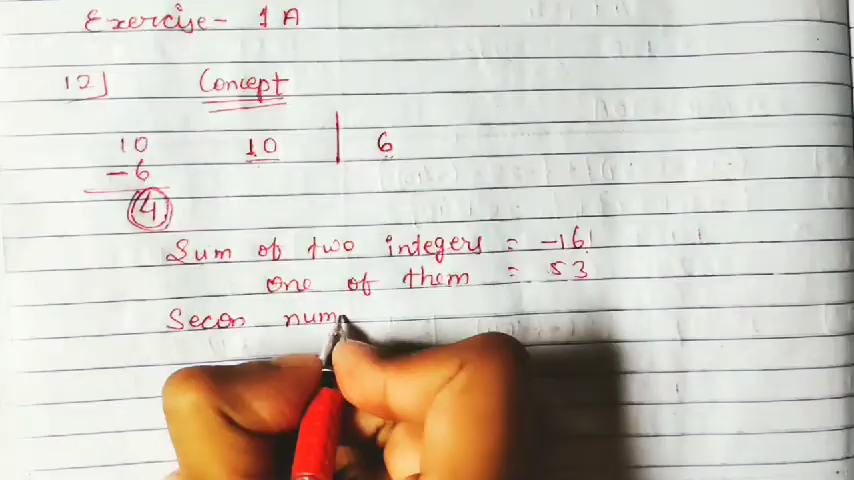 Exercise - 1A
12] Concept
10 10 | 6
-6
4
Sum of two integers = -16
one of them = 53
Secon num